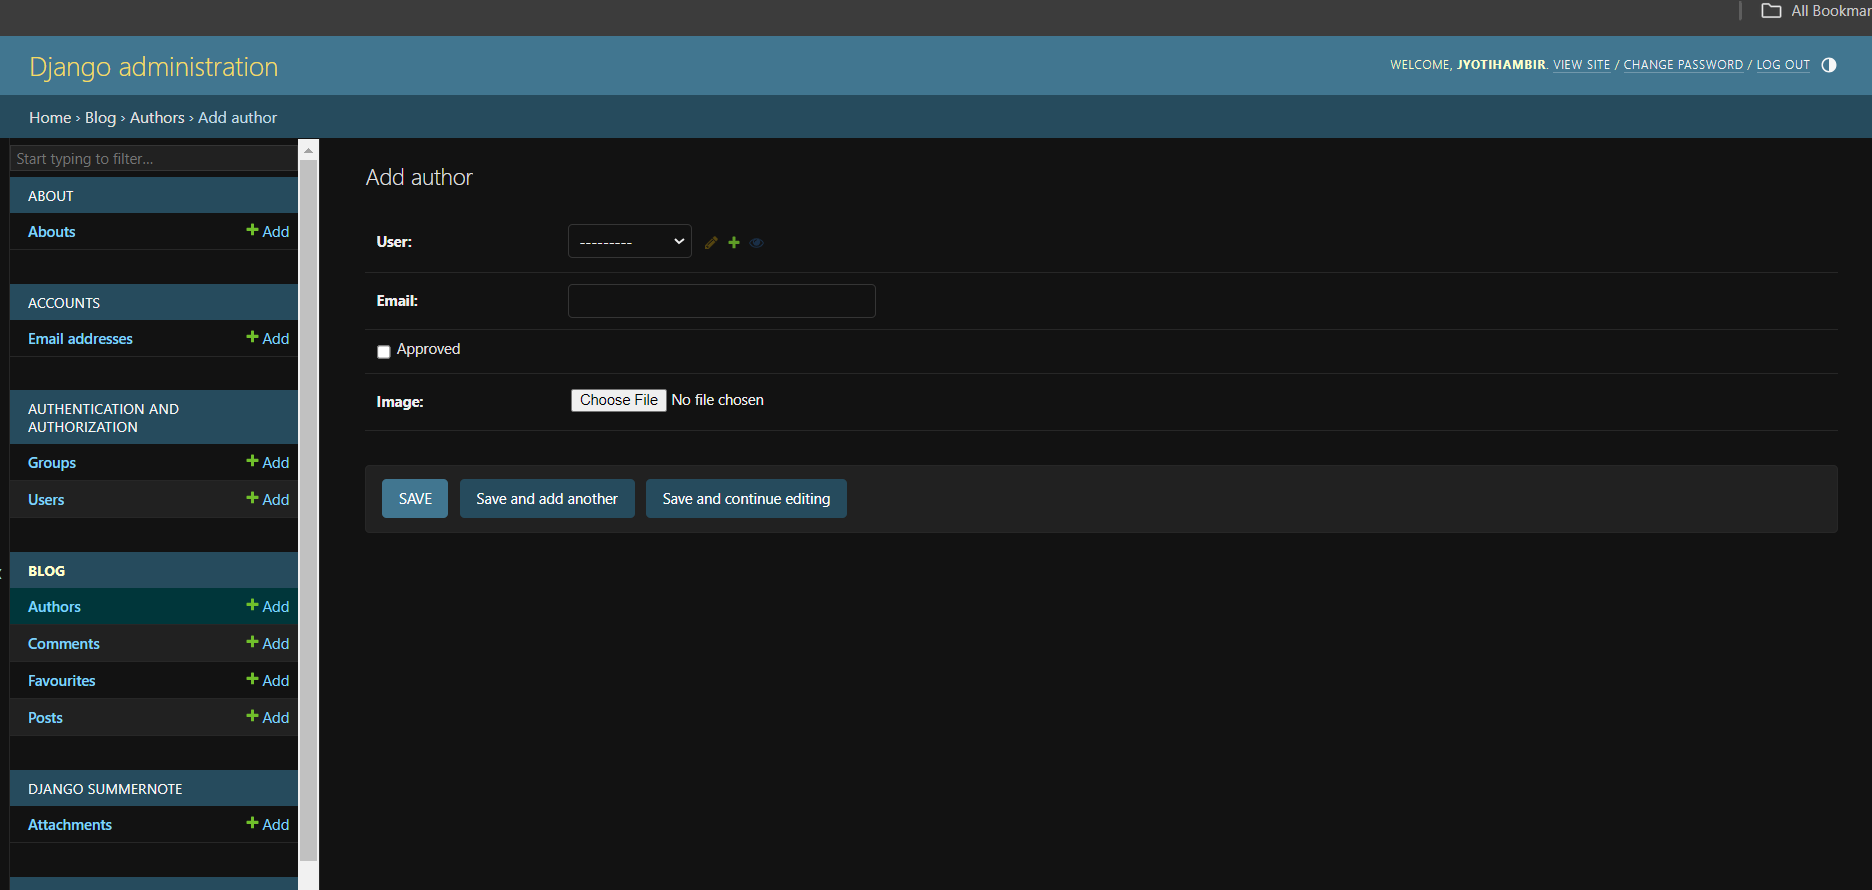 All Bookmar
Django administration
WELCOME, JYOTIHAMBIR. VIEW SITE / CHANGE PASSWORD / LOG OUT
Home › Blog › Authors › Add author
Start typing to filter...
ABOUT
Abouts + Add
ACCOUNTS
Email addresses + Add
AUTHENTICATION AND
AUTHORIZATION
Groups + Add
Users + Add
BLOG
Authors + Add
Comments + Add
Favourites + Add
Posts + Add
DJANGO SUMMERNOTE
Attachments + Add
Add author
User: ---------
Email:
Approved
Image: Choose File No file chosen
SAVE Save and add another Save and continue editing